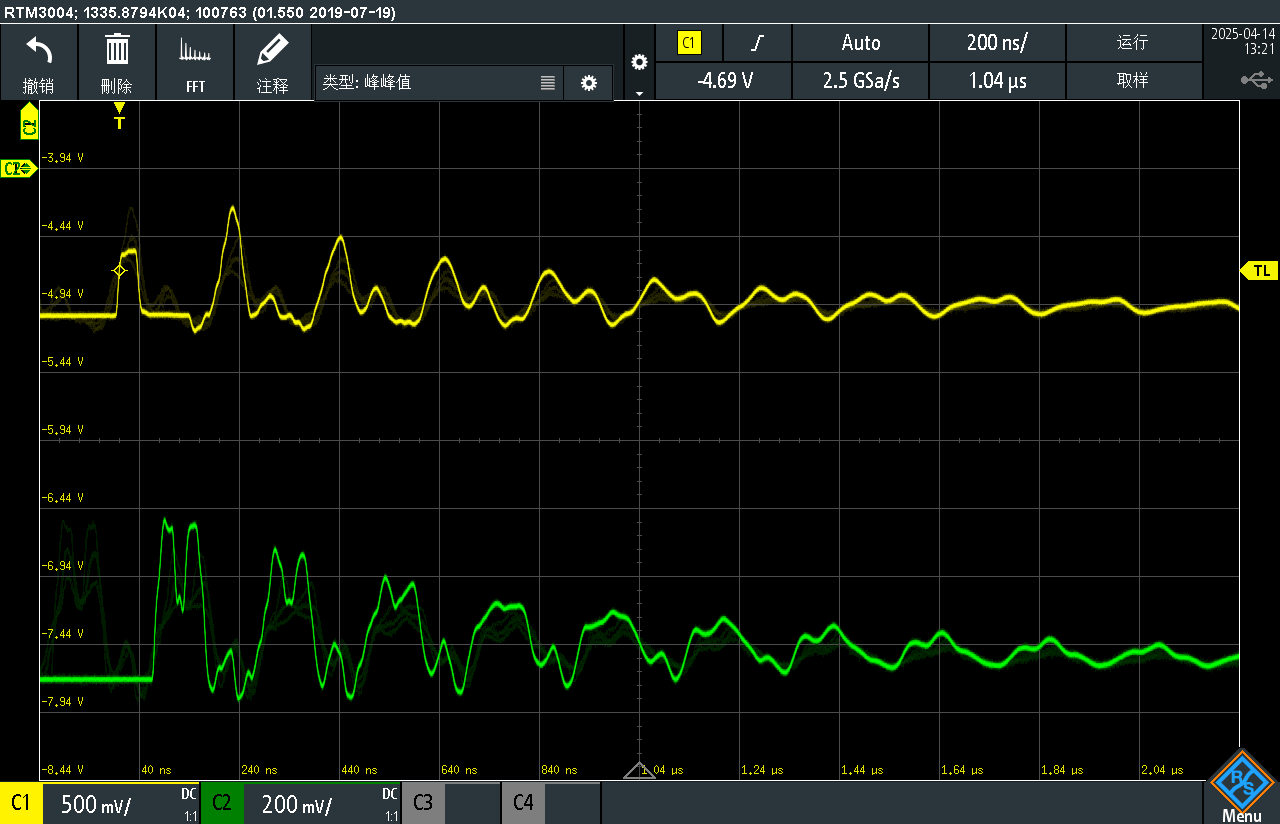 RTM3004; 1335.8794K04; 100763 (01.550 2019-07-19)
撤销
删除
FFT
注释
类型: 峰峰值
C1
Auto
200 ns/
运行
2025-04-14
13:21
-4.69 V
2.5 GSa/s
1.04 µs
取样
T
-3.94 V
-4.44 V
TL
-4.94 V
-5.44 V
-5.94 V
-6.44 V
-6.94 V
-7.44 V
-7.94 V
-8.44 V
40 ns
240 ns
440 ns
640 ns
840 ns
1.04 µs
1.24 µs
1.44 µs
1.64 µs
1.84 µs
2.04 µs
C1
500 mV/
DC
1:1
C2
200 mV/
DC
1:1
C3
C4
R S
Menu